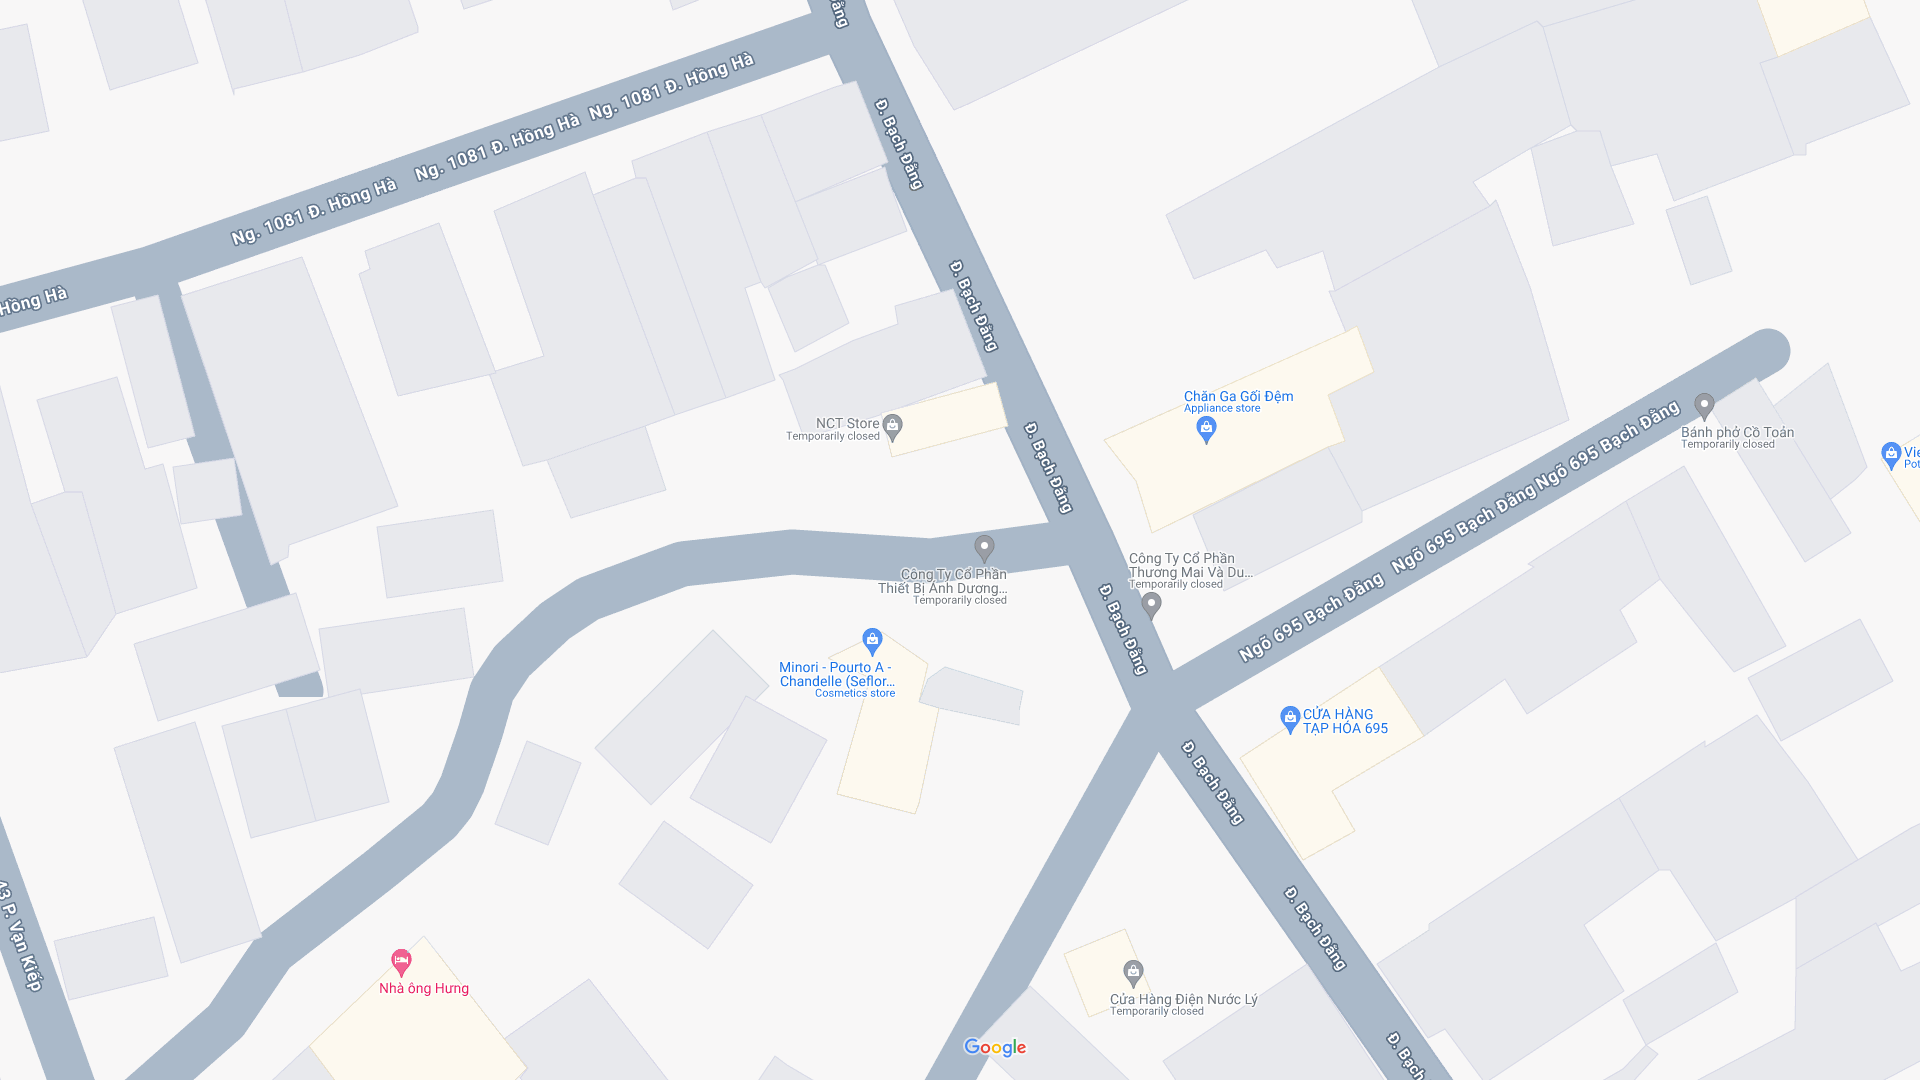 Đằng
Ng. 1081 Đ. Hồng Hà
Ng. 1081 Đ. Hồng Hà
Ng. 1081 Đ. Hồng Hà
Hồng Hà
Đ. Bạch Đằng
Đ. Bạch Đằng
Đ. Bạch Đằng
Chăn Ga Gối Đệm
Appliance store
NCT Store
Temporarily closed
Bánh phở Cồ Toản
Temporarily closed
Vie
Pot
Ngõ 695 Bạch Đằng
Ngõ 695 Bạch Đằng
Ngõ 695 Bạch Đằng
Công Ty Cổ Phần
Thương Mai Và Du...
Temporarily closed
Công Ty Cổ Phần
Thiết Bị Ánh Dương...
Temporarily closed
Đ. Bạch Đằng
Minori - Pourto A -
Chandelle (Seflor...
Cosmetics store
CỬA HÀNG
TẠP HÓA 695
Đ. Bạch Đằng
Đ. Bạch Đằng
43 P. Vạn Kiếp
Nhà ông Hưng
Cửa Hàng Điện Nước Lý
Temporarily closed
Đ. Bạch
Google